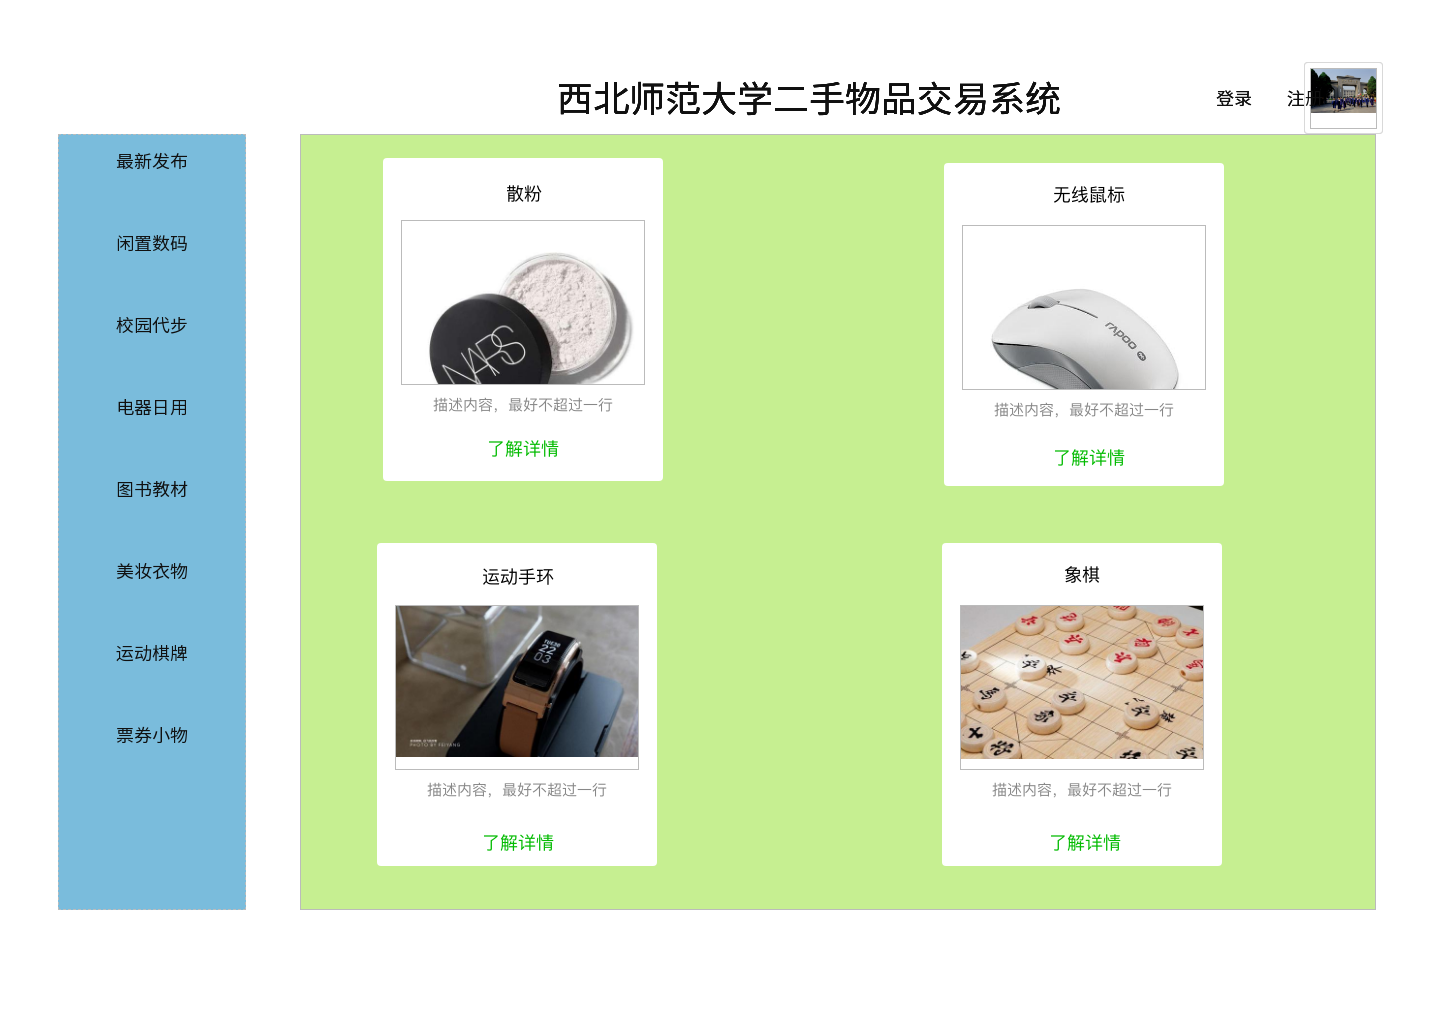 西北师范大学二手物品交易系统
登录
注册
最新发布
闲置数码
校园代步
电器日用
图书教材
美妆衣物
运动棋牌
票券小物
散粉
NARS
描述内容，最好不超过一行
了解详情
无线鼠标
rapoo
描述内容，最好不超过一行
了解详情
运动手环
22
03
PHOTO BY FEIYANG
描述内容，最好不超过一行
了解详情
象棋
描述内容，最好不超过一行
了解详情